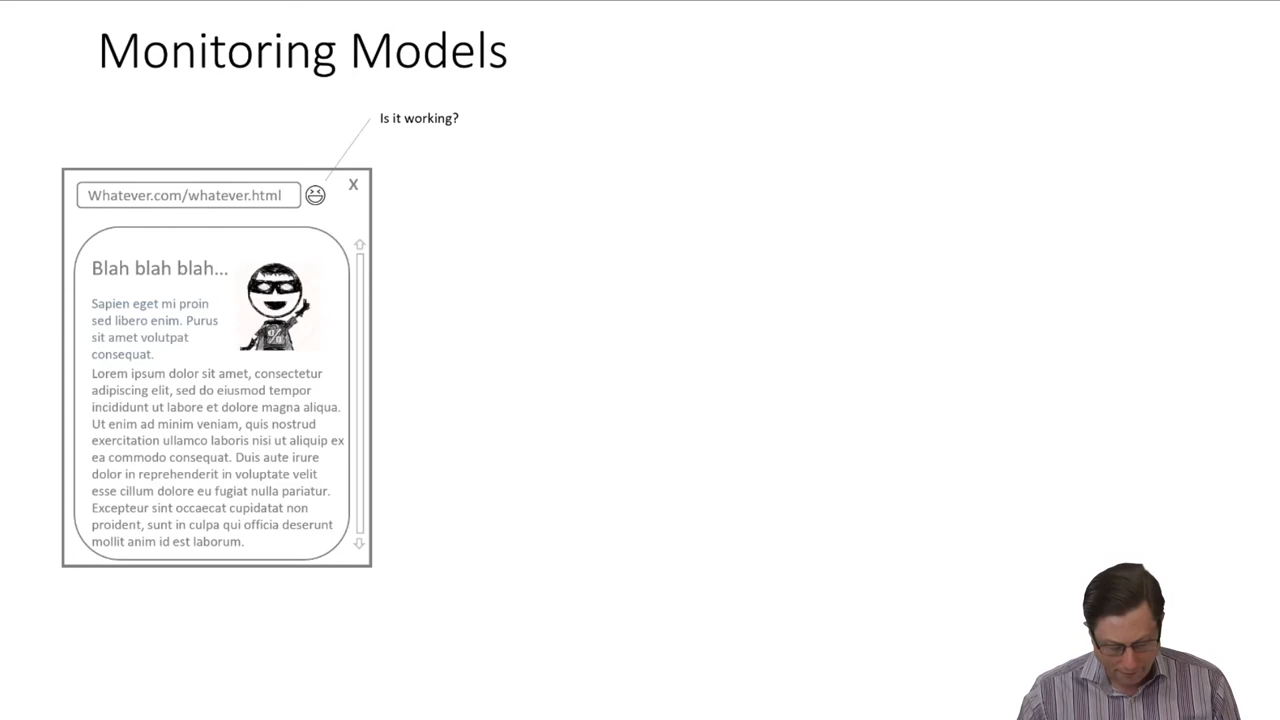 Monitoring Models
Is it working?
Whatever.com/whatever.html
X
Blah blah blah...
Sapien eget mi proin
sed libero enim. Purus
sit amet volutpat
consequat.
Lorem ipsum dolor sit amet, consectetur
adipiscing elit, sed do eiusmod tempor
incididunt ut labore et dolore magna aliqua.
Ut enim ad minim veniam, quis nostrud
exercitation ullamco laboris nisi ut aliquip ex
ea commodo consequat. Duis aute irure
dolor in reprehenderit in voluptate velit
esse cillum dolore eu fugiat nulla pariatur.
Excepteur sint occaecat cupidatat non
proident, sunt in culpa qui officia deserunt
mollit anim id est laborum.